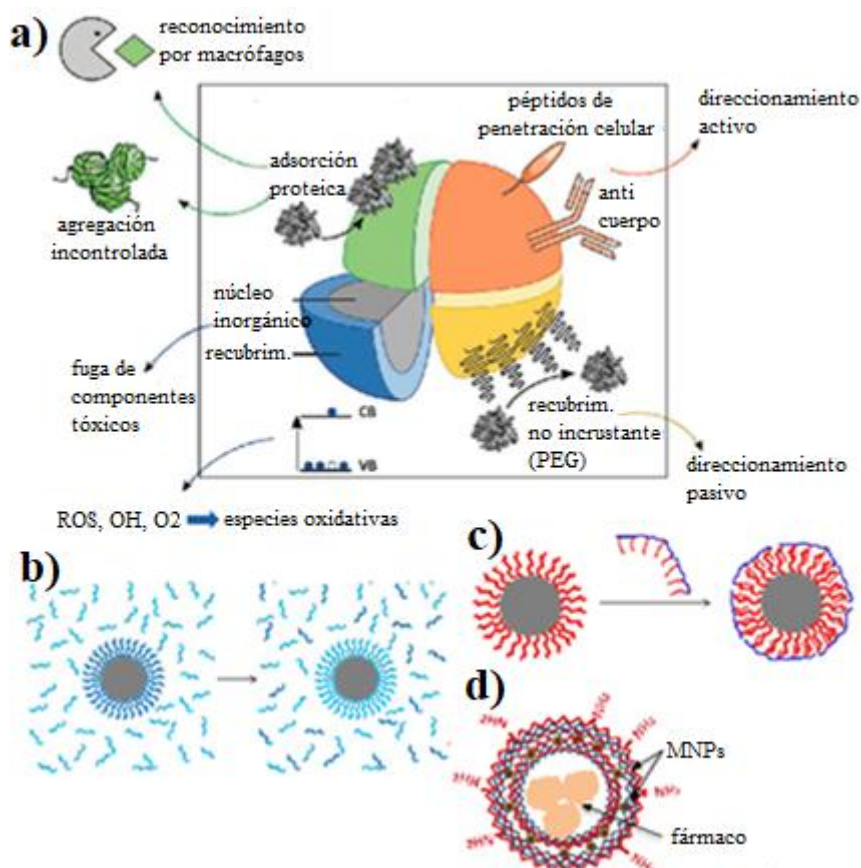 a)
reconocimiento
por macrófagos
péptidos de
penetración celular
direccionamiento
activo
adsorción
proteica
anti
cuerpo
agregación
incontrolada
núcleo
inorgánico
recubrim.
fuga de
componentes
tóxicos
CB
VB
recubrim.
no incrustante
(PEG)
direccionamiento
pasivo
ROS, OH, O2
especies oxidativas
b)
c)
d)
MNPs
fármaco